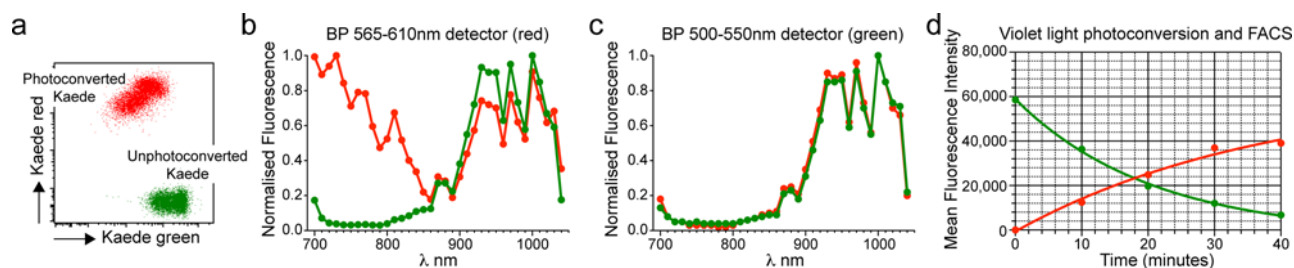 a
Photoconverted
Kaede
Unphotoconverted
Kaede
Kaede red
Kaede green
b
BP 565-610nm detector (red)
Normalised Fluorescence
1.0
0.8
0.6
0.4
0.2
0.0
700
800
900
1000
λ nm
c
BP 500-550nm detector (green)
Normalised Fluorescence
1.0
0.8
0.6
0.4
0.2
0.0
700
800
900
1000
λ nm
d
Violet light photoconversion and FACS
Mean Fluorescence Intensity
80,000
60,000
40,000
20,000
0
0
10
20
30
40
Time (minutes)